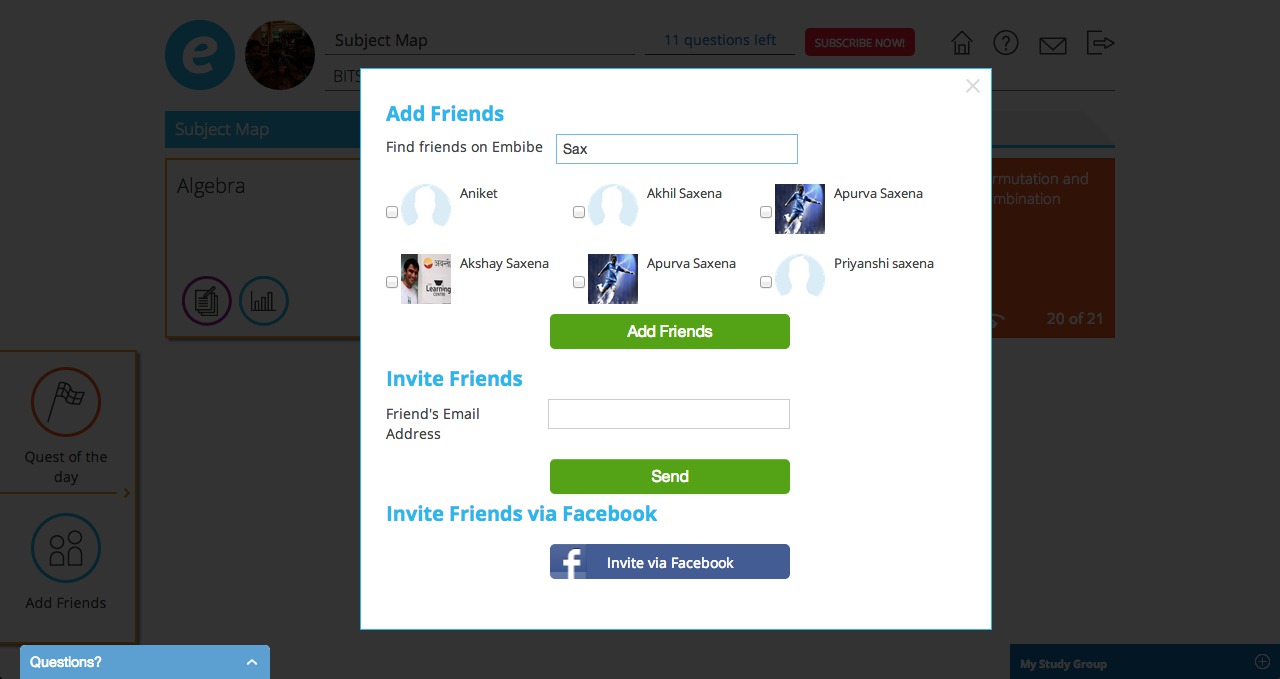 e
Subject Map
11 questions left
SUBSCRIBE NOW!
?
BITS
Subject Map
Algebra
rmutation and
mbination
20 of 21
Quest of the
day
Add Friends
Add Friends
Find friends on Embibe
Sax
Aniket
Akhil Saxena
Apurva Saxena
Akshay Saxena
Apurva Saxena
Priyanshi saxena
Learning
CENTRE
Add Friends
Invite Friends
Friend's Email
Address
Send
Invite Friends via Facebook
f Invite via Facebook
Questions?
My Study Group